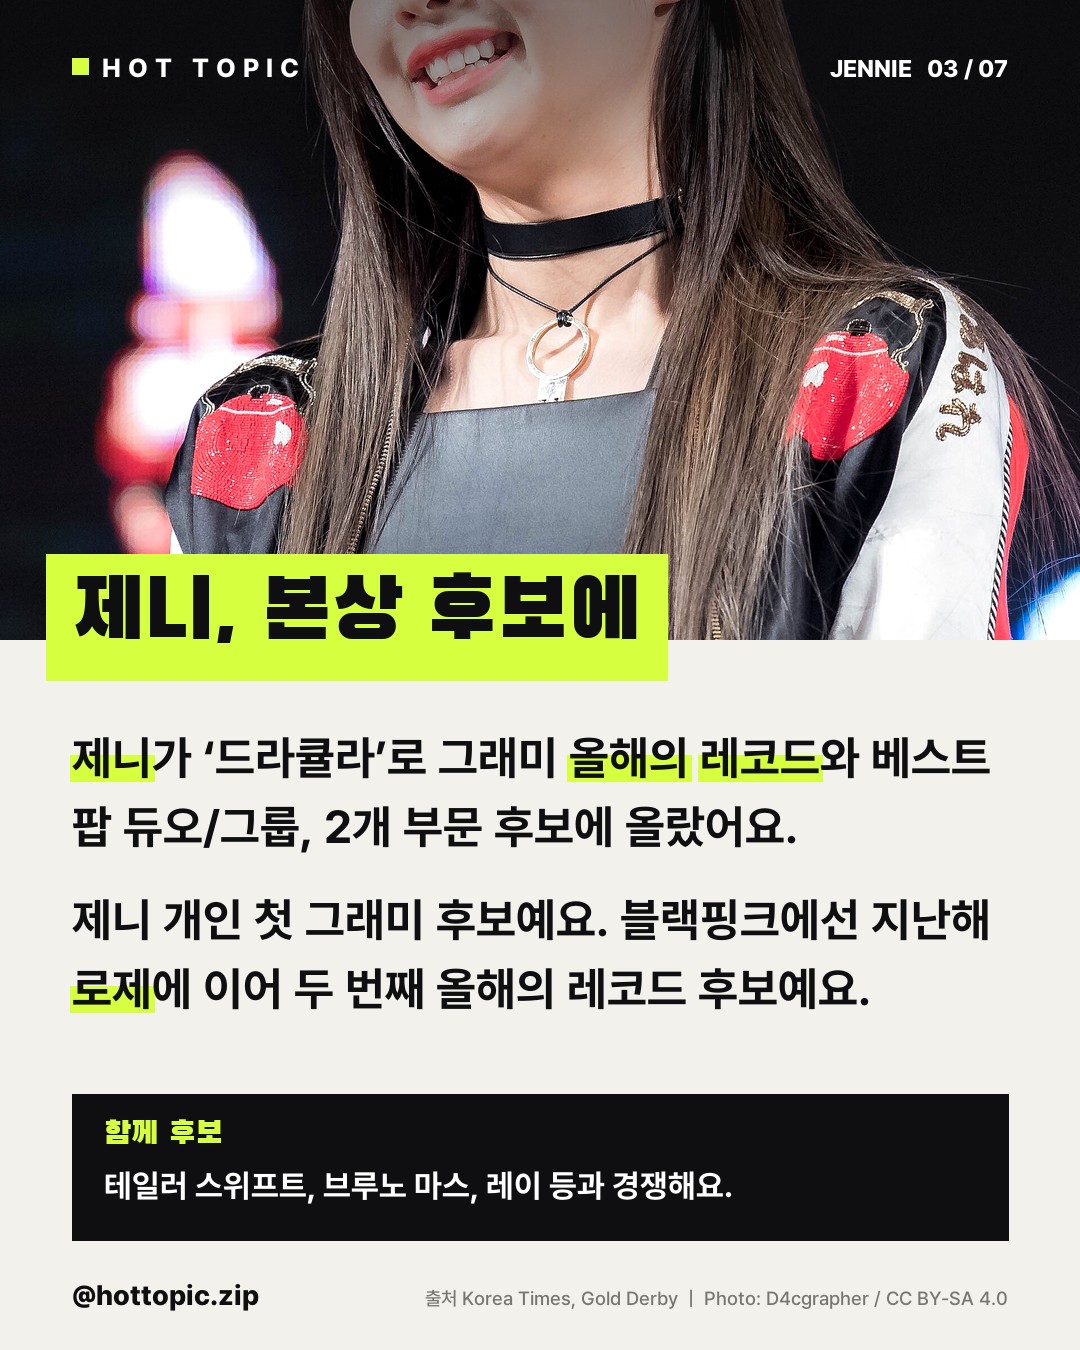 HOT TOPIC
JENNIE 03 / 07
제니, 본상 후보에
제니가 ‘드라큘라’로 그래미 올해의 레코드와 베스트
팝 듀오/그룹, 2개 부문 후보에 올랐어요.
제니 개인 첫 그래미 후보예요. 블랙핑크에선 지난해
로제에 이어 두 번째 올해의 레코드 후보예요.
함께 후보
테일러 스위프트, 브루노 마스, 레이 등과 경쟁해요.
@hottopic.zip
출처 Korea Times, Gold Derby | Photo: D4cgrapher / CC BY-SA 4.0